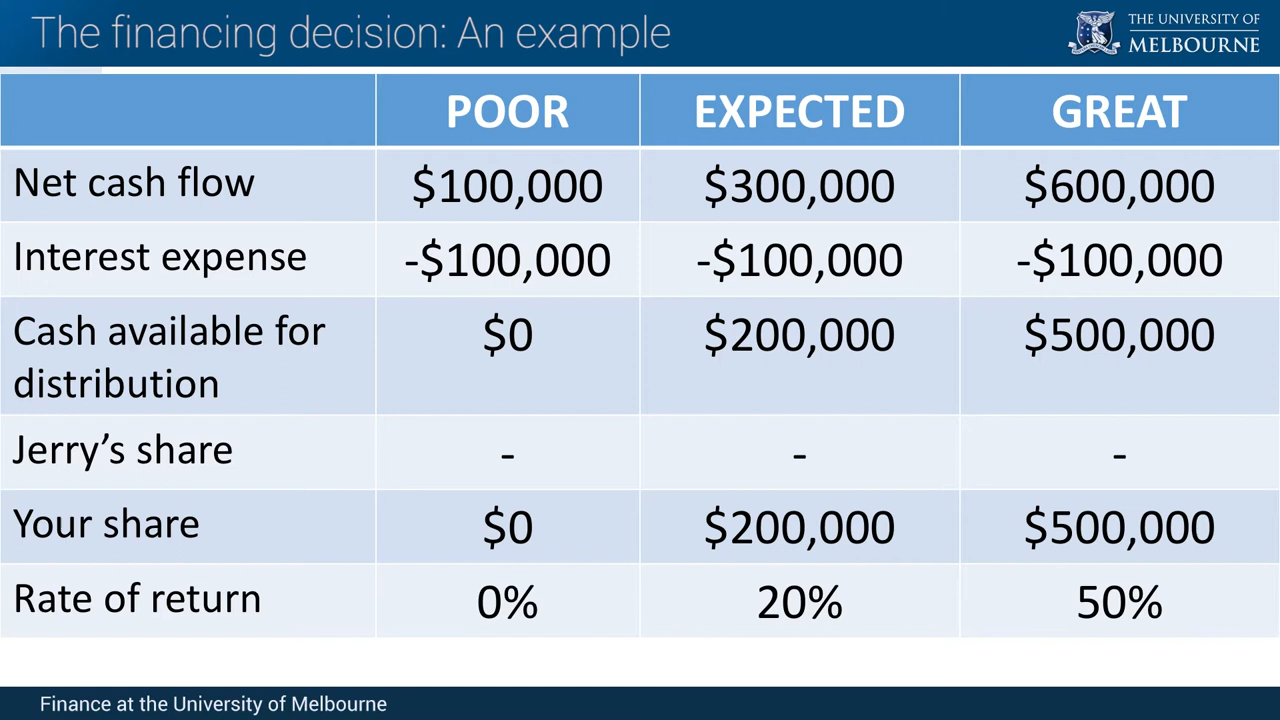 The financing decision: An example
THE UNIVERSITY OF
MELBOURNE
POOR EXPECTED GREAT
Net cash flow $100,000 $300,000 $600,000
Interest expense -$100,000 -$100,000 -$100,000
Cash available for
distribution $0 $200,000 $500,000
Jerry’s share - - -
Your share $0 $200,000 $500,000
Rate of return 0% 20% 50%
Finance at the University of Melbourne